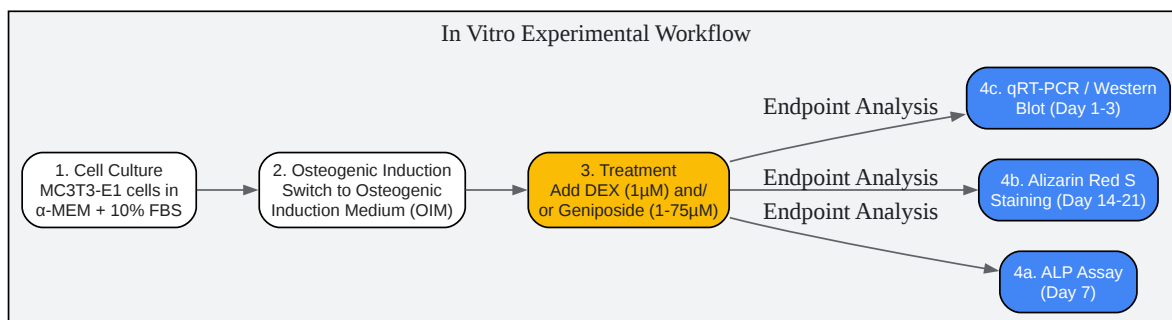 In Vitro Experimental Workflow
1. Cell Culture
MC3T3-E1 cells in
α-MEM + 10% FBS
2. Osteogenic Induction
Switch to Osteogenic
Induction Medium (OIM)
3. Treatment
Add DEX (1µM) and/
or Geniposide (1-75µM)
Endpoint Analysis
4c. qRT-PCR / Western
Blot (Day 1-3)
Endpoint Analysis
4b. Alizarin Red S
Staining (Day 14-21)
Endpoint Analysis
4a. ALP Assay
(Day 7)